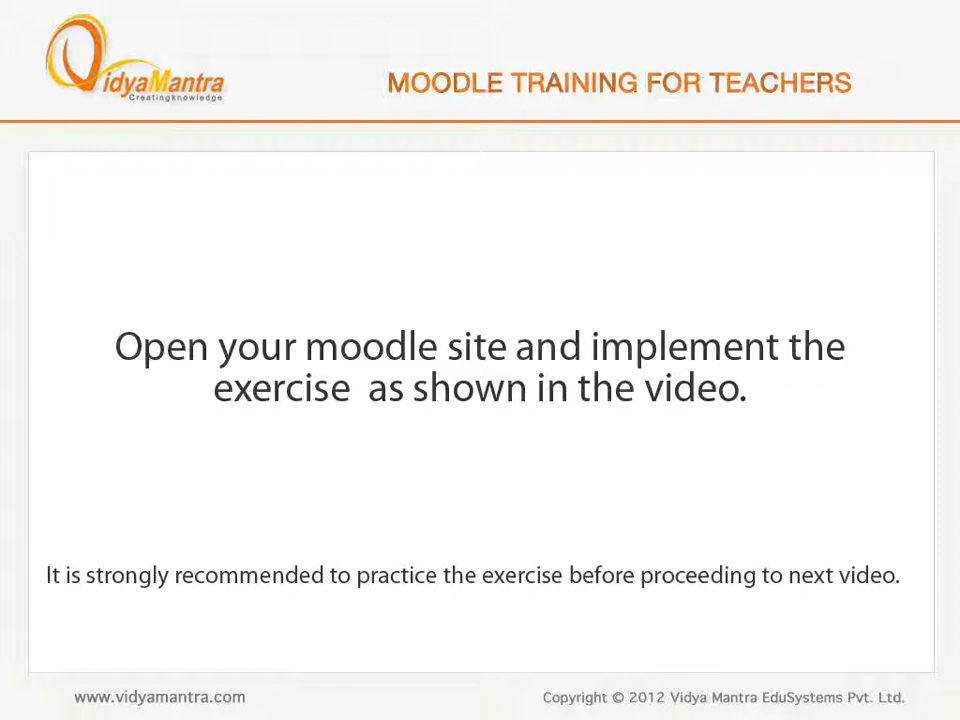 VidyaMantra
Creatingknowledge
MOODLE TRAINING FOR TEACHERS
Open your moodle site and implement the
exercise  as shown in the video.
It is strongly recommended to practice the exercise before proceeding to next video.
www.vidyamantra.com
Copyright © 2012 Vidya Mantra EduSystems Pvt. Ltd.